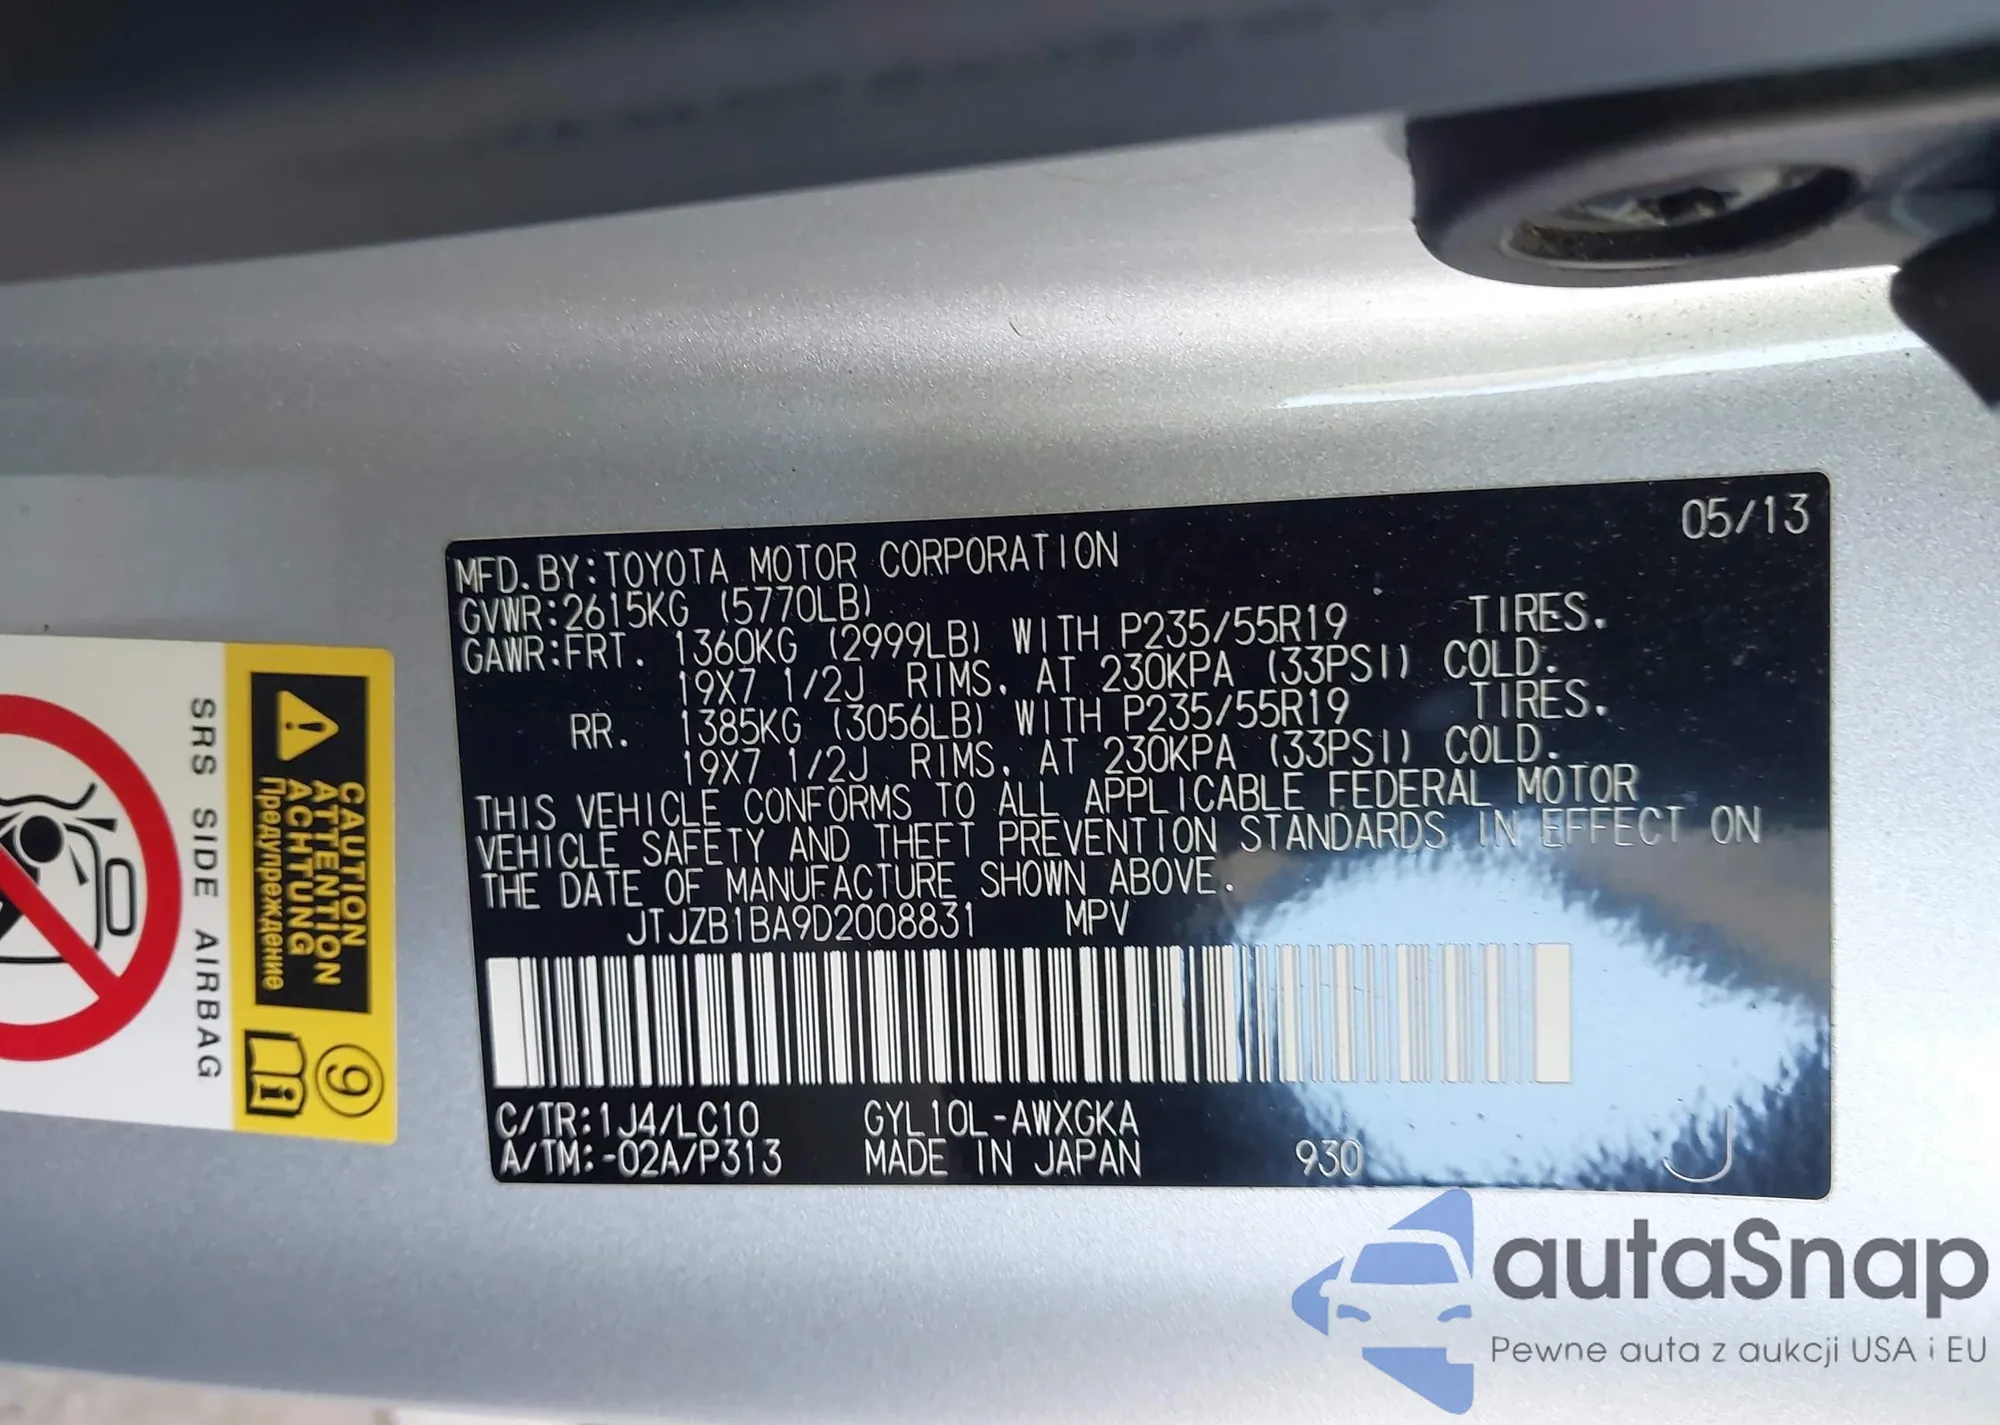 05/13
MFD. BY:TOYOTA MOTOR CORPORATION
GVWR:2615KG (5770LB)
GAWR:FRT. 1360KG (2999LB) WITH P235/55R19 TIRES.
19X7 1/2J RIMS. AT 230KPA (33PSI) COLD.
RR. 1385KG (3056LB) WITH P235/55R19 TIRES.
19X7 1/2J RIMS. AT 230KPA (33PSI) COLD.
THIS VEHICLE CONFORMS TO ALL APPLICABLE FEDERAL MOTOR
VEHICLE SAFETY AND THEFT PREVENTION STANDARDS IN EFFECT ON
THE DATE OF MANUFACTURE SHOWN ABOVE.
JTJZB1BA9D2008831 MPV
C/TR:1J4/LC10 GYL10L-AWXGKA
A/TM:-02A/P313 MADE IN JAPAN 930 J
CAUTION
ATTENTION
ACHTUNG
Предупреждение
9
i
SRS SIDE AIRBAG
autaSnap
Pewne auta z aukcji USA i EU